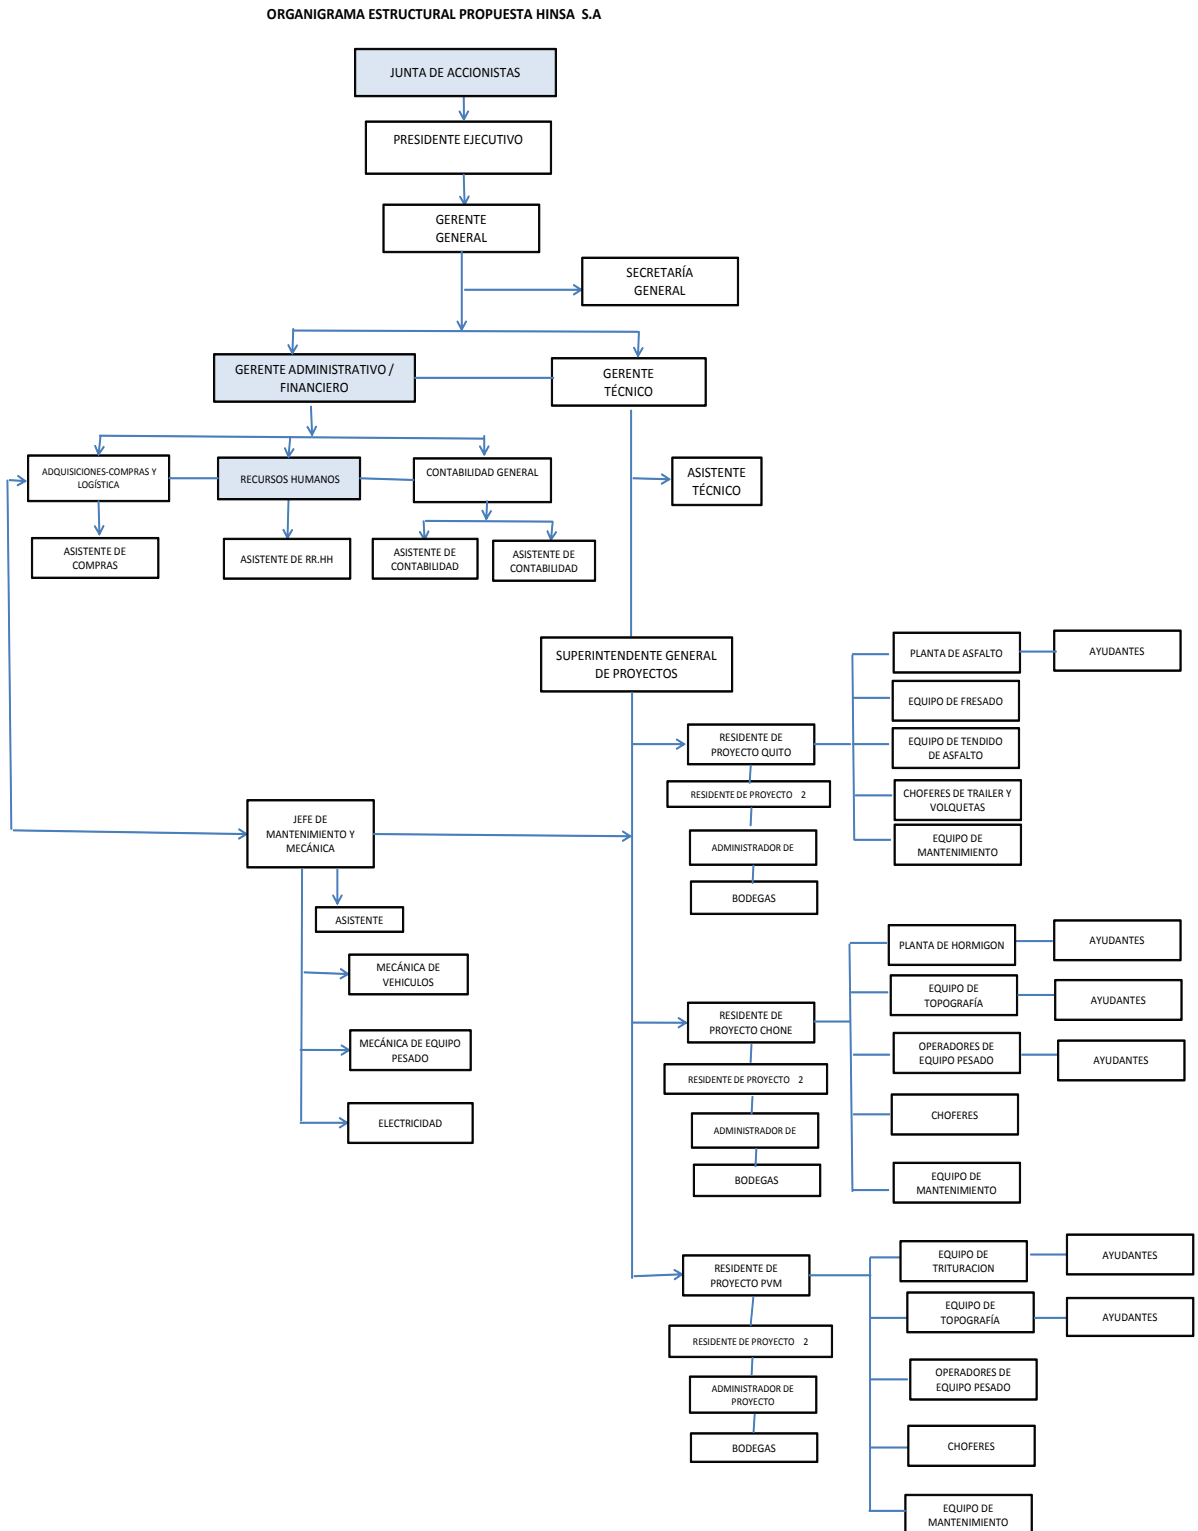 ORGANIGRAMA ESTRUCTURAL PROPUESTA HINSA S.A
JUNTA DE ACCIONISTAS
PRESIDENTE EJECUTIVO
GERENTE
GENERAL
SECRETARÍA
GENERAL
GERENTE ADMINISTRATIVO /
FINANCIERO
GERENTE
TÉCNICO
ADQUISICIONES-COMPRAS Y
LOGÍSTICA
RECURSOS HUMANOS
CONTABILIDAD GENERAL
ASISTENTE
TÉCNICO
ASISTENTE DE
COMPRAS
ASISTENTE DE RR.HH
ASISTENTE DE
CONTABILIDAD
ASISTENTE DE
CONTABILIDAD
SUPERINTENDENTE GENERAL
DE PROYECTOS
PLANTA DE ASFALTO
AYUDANTES
EQUIPO DE FRESADO
RESIDENTE DE
PROYECTO QUITO
EQUIPO DE TENDIDO
DE ASFALTO
RESIDENTE DE PROYECTO 2
CHOFERES DE TRAILER Y
VOLQUETAS
JEFE DE
MANTENIMIENTO Y
MECÁNICA
ADMINISTRADOR DE
EQUIPO DE
MANTENIMIENTO
BODEGAS
ASISTENTE
MECÁNICA DE
VEHICULOS
MECÁNICA DE EQUIPO
PESADO
ELECTRICIDAD
PLANTA DE HORMIGON
AYUDANTES
EQUIPO DE
TOPOGRAFÍA
AYUDANTES
RESIDENTE DE
PROYECTO CHONE
OPERADORES DE
EQUIPO PESADO
AYUDANTES
RESIDENTE DE PROYECTO 2
CHOFERES
ADMINISTRADOR DE
BODEGAS
EQUIPO DE
MANTENIMIENTO
RESIDENTE DE
PROYECTO PVM
EQUIPO DE
TRITURACION
AYUDANTES
EQUIPO DE
TOPOGRAFÍA
AYUDANTES
RESIDENTE DE PROYECTO 2
OPERADORES DE
EQUIPO PESADO
ADMINISTRADOR DE
PROYECTO
BODEGAS
CHOFERES
EQUIPO DE
MANTENIMIENTO